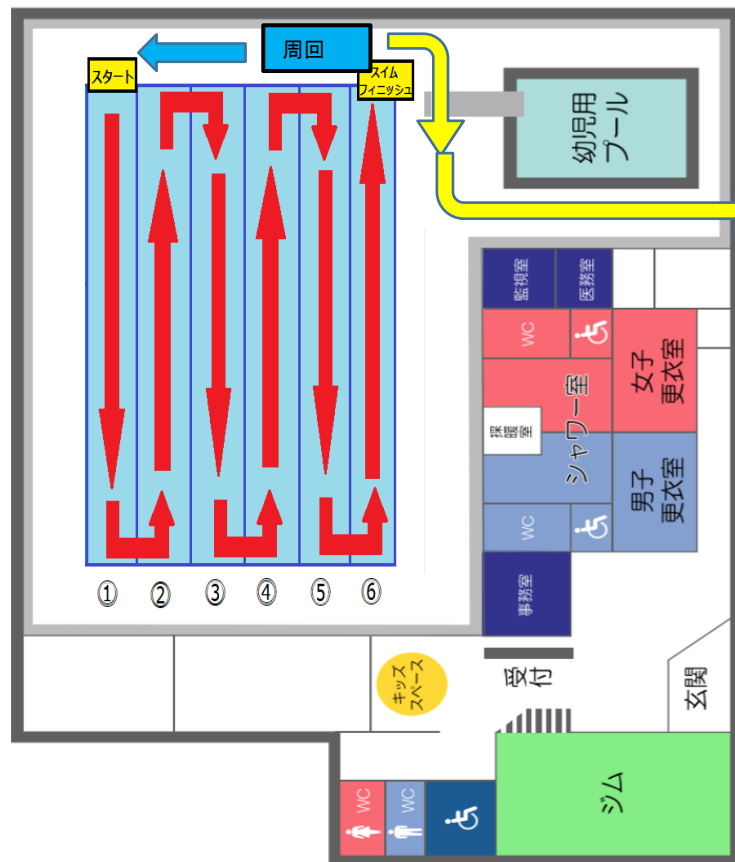 周回
スタート
スイム
フィニッシュ
幼児用
プール
監視室
医務室
WC
女子
更衣室
シャワー室
採暖室
男子
更衣室
WC
事務室
① ② ③ ④ ⑤ ⑥
キッズ
スペース
受付
玄関
WC
WC
ジム